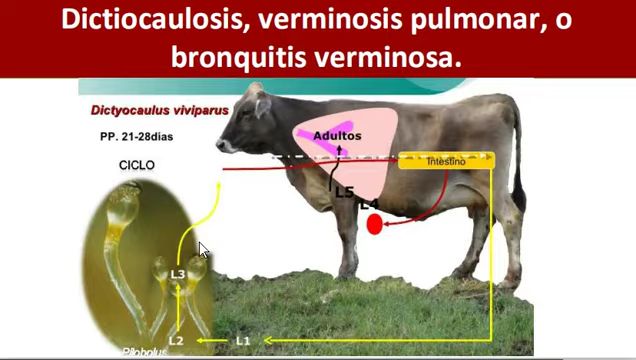 Dictiocaulosis, verminosis pulmonar, o
bronquitis verminosa.
Dictyocaulus viviparus
PP. 21-28dias
CICLO
Adultos
Intestino
L5
L4
L3
L2
L1
Pilobolus